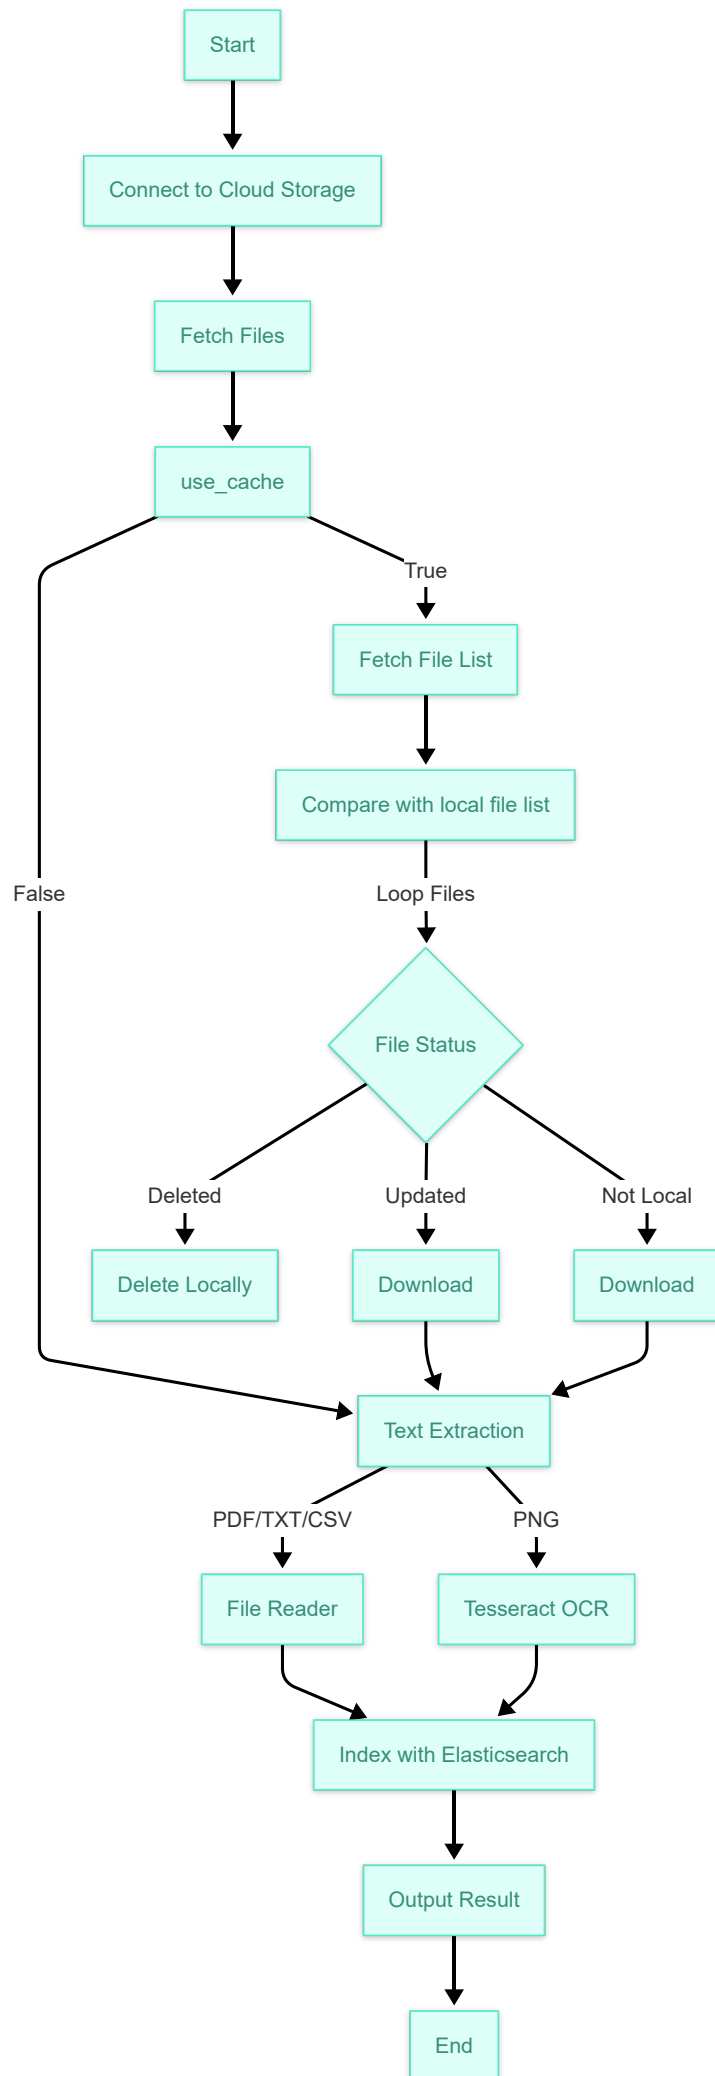 Start
Connect to Cloud Storage
Fetch Files
use_cache
True
Fetch File List
Compare with local file list
False
Loop Files
File Status
Deleted
Updated
Not Local
Delete Locally
Download
Download
Text Extraction
PDF/TXT/CSV
PNG
File Reader
Tesseract OCR
Index with Elasticsearch
Output Result
End